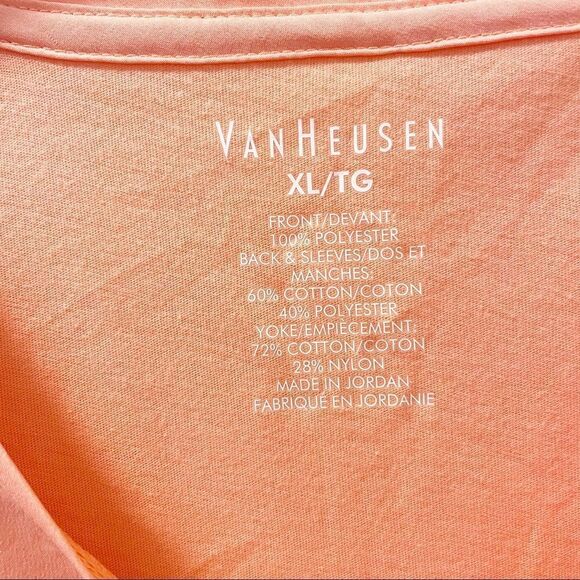 VANHEUSEN
XL/TG
FRONT/DEVANT:
100% POLYESTER
BACK & SLEEVES/DOS ET
MANCHES:
60% COTTON/COTON
40% POLYESTER
YOKE/EMPIECEMENT:
72% COTTON/COTON
28% NYLON
MADE IN JORDAN
FABRIQUÉ EN JORDANIE